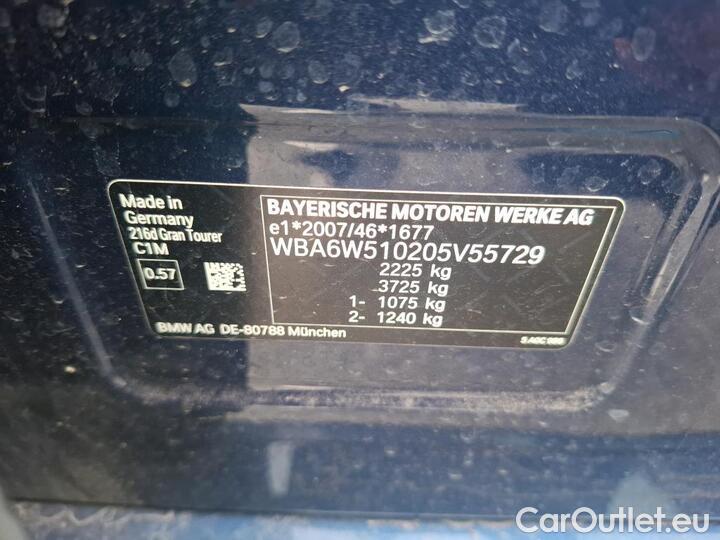 Made in
Germany
216d Gran Tourer
C1M
0.57
BAYERISCHE MOTOREN WERKE AG
e1*2007/46*1677
WBA6W510205V55729
2225 kg
3725 kg
1- 1075 kg
2- 1240 kg
BMW AG DE-80788 München
CarOutlet.eu